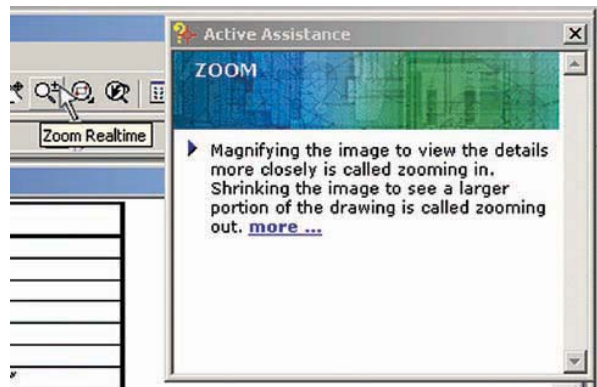 Active Assistance
ZOOM
Zoom Realtime
Magnifying the image to view the details
more closely is called zooming in.
Shrinking the image to see a larger
portion of the drawing is called zooming
out. more ...